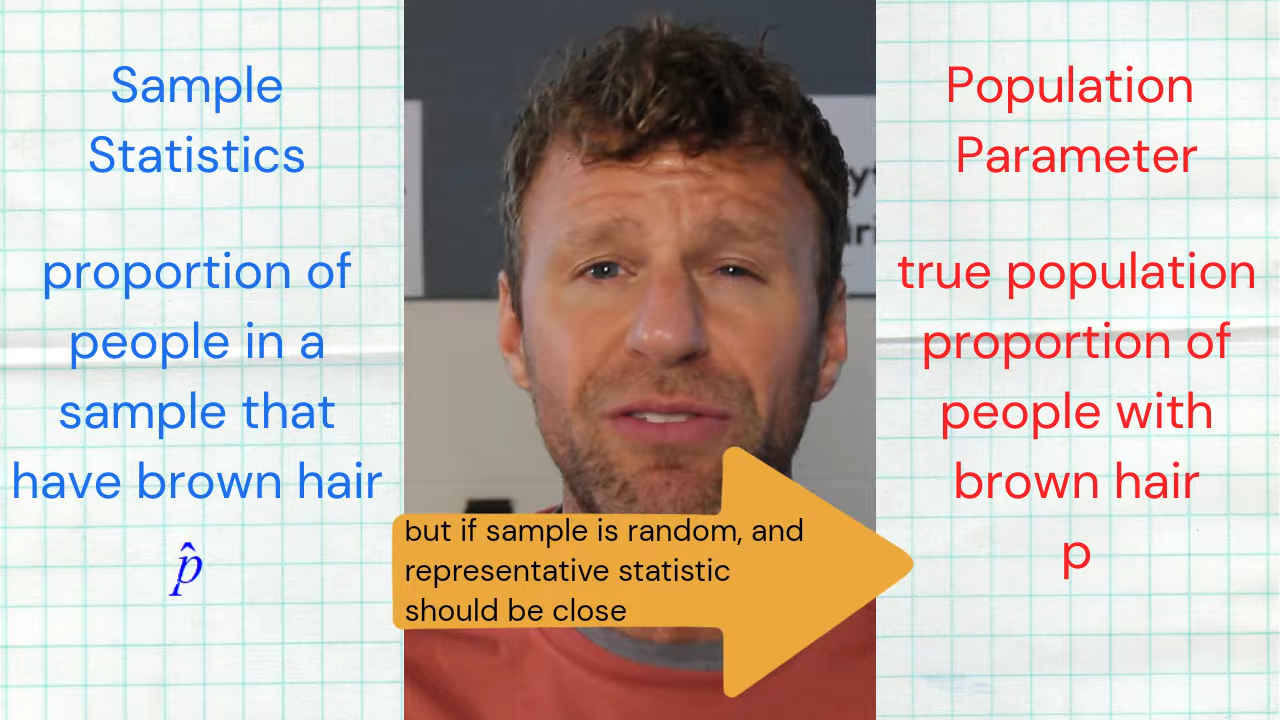 Sample
Statistics
proportion of
people in a
sample that
have brown hair
p̂
but if sample is random, and
representative statistic
should be close
Population
Parameter
true population
proportion of
people with
brown hair
p